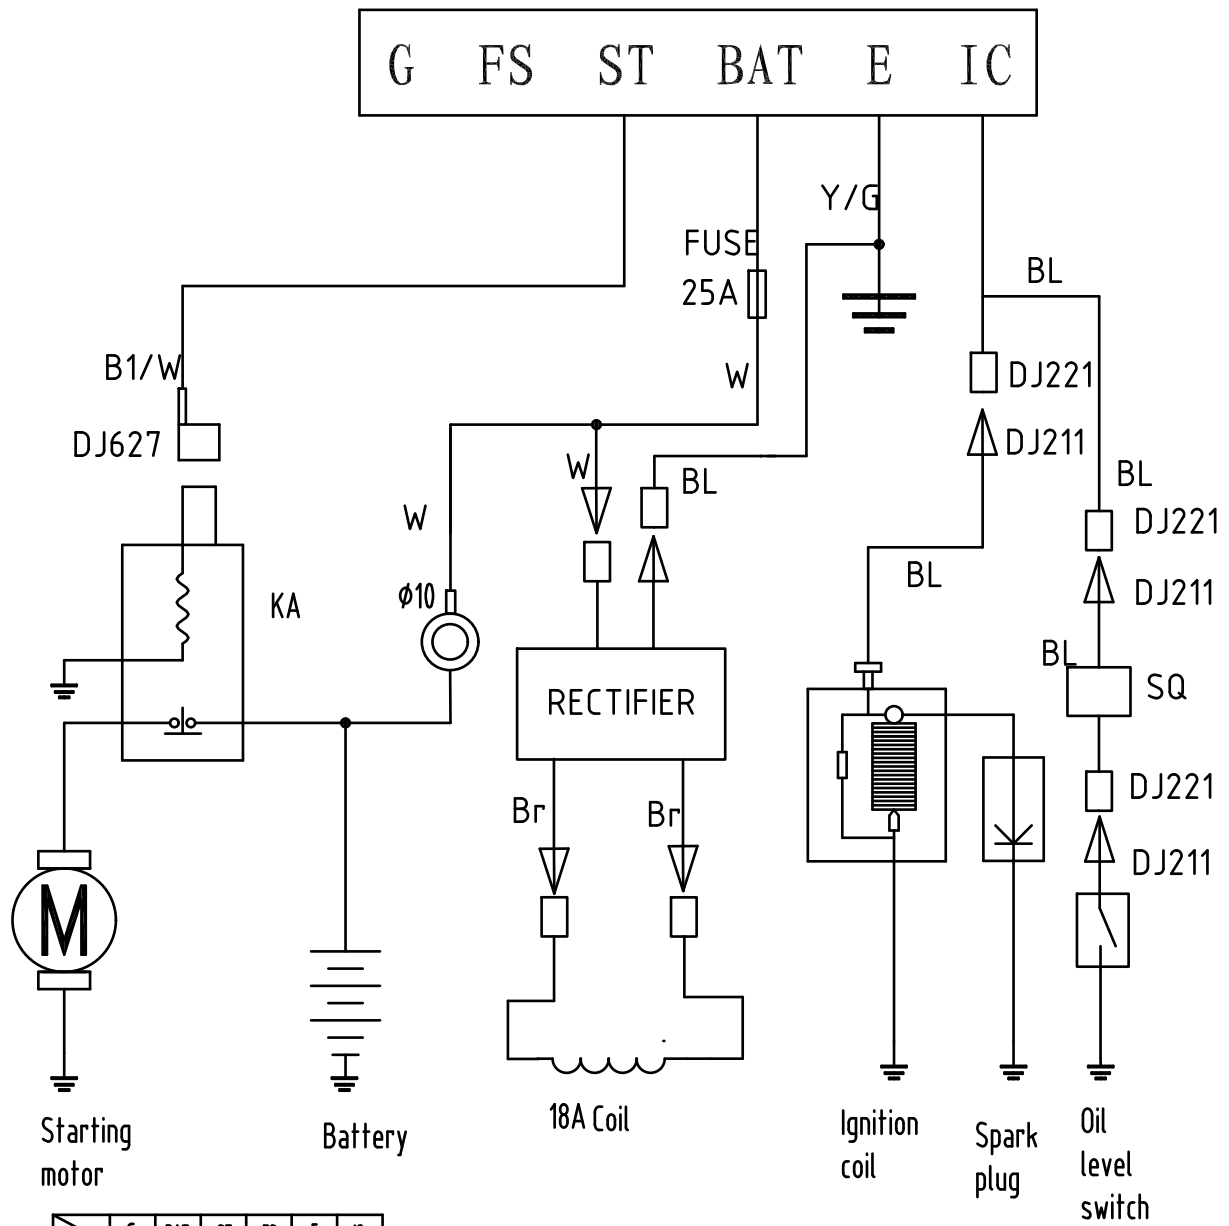 G FS ST BAT E IC
Y/G
FUSE
25A
BL
B1/W
W
DJ221
DJ627
DJ211
W
BL
BL
W
DJ221
BL
Φ10
DJ211
KA
BL
SQ
RECTIFIER
DJ221
Br
Br
DJ211
M
18A Coil
Starting
motor
Battery
Ignition
coil
Spark
plug
Oil
level
switch